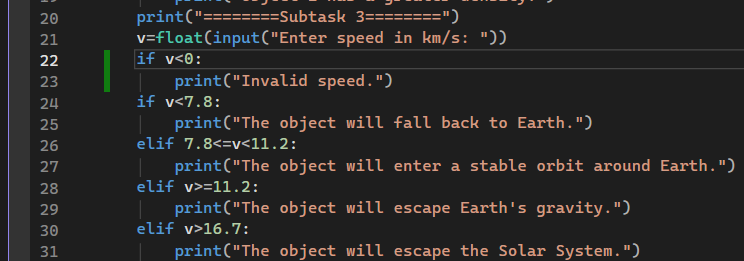 20 print("========Subtask 3========")
21 v=float(input("Enter speed in km/s: "))
22 if v<0:
23     print("Invalid speed.")
24 if v<7.8:
25     print("The object will fall back to Earth.")
26 elif 7.8<=v<11.2:
27     print("The object will enter a stable orbit around Earth.")
28 elif v>=11.2:
29     print("The object will escape Earth's gravity.")
30 elif v>16.7:
31     print("The object will escape the Solar System.")